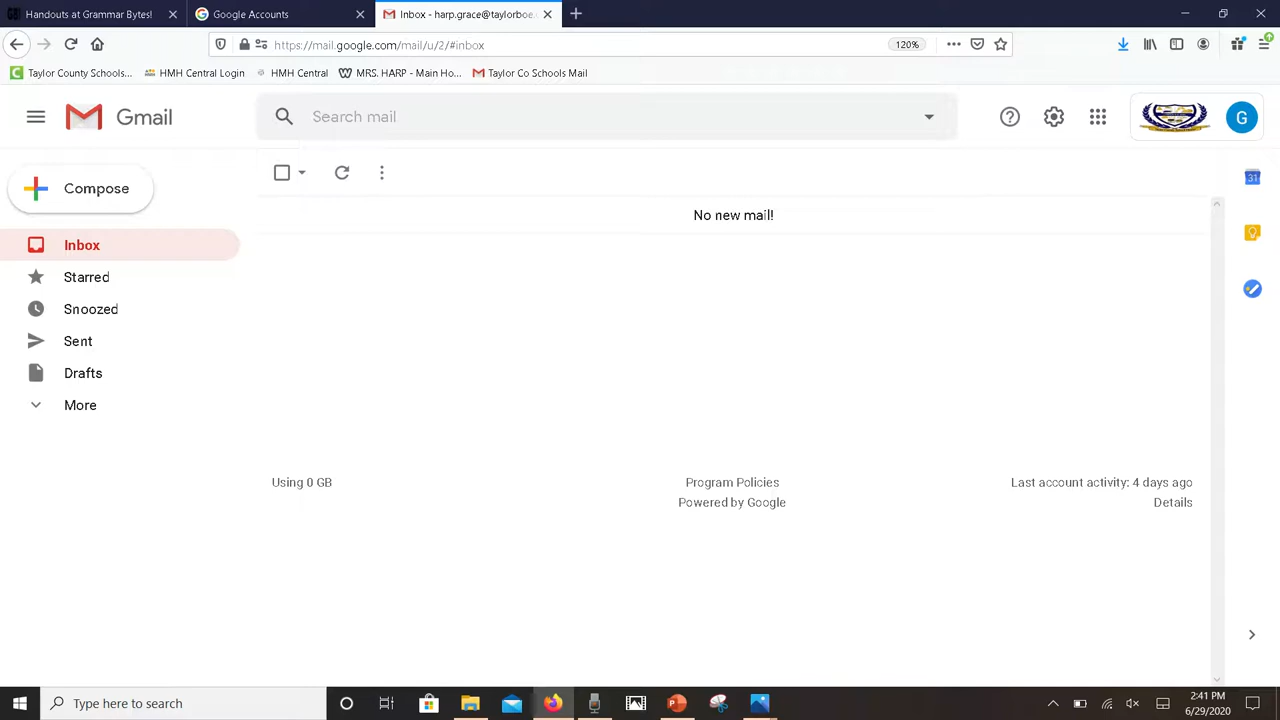 Handouts at Grammar Bytes!
Google Accounts
Inbox - harp.grace@taylorboe.
https://mail.google.com/mail/u/2/#inbox
120%
Taylor County Schools...
HMH Central Login
HMH Central
MRS. HARP - Main Ho...
Taylor Co Schools Mail
Gmail
Search mail
G
Compose
31
No new mail!
Inbox
Starred
Snoozed
Sent
Drafts
More
Using 0 GB
Program Policies
Last account activity: 4 days ago
Powered by Google
Details
Type here to search
2:41 PM
6/29/2020